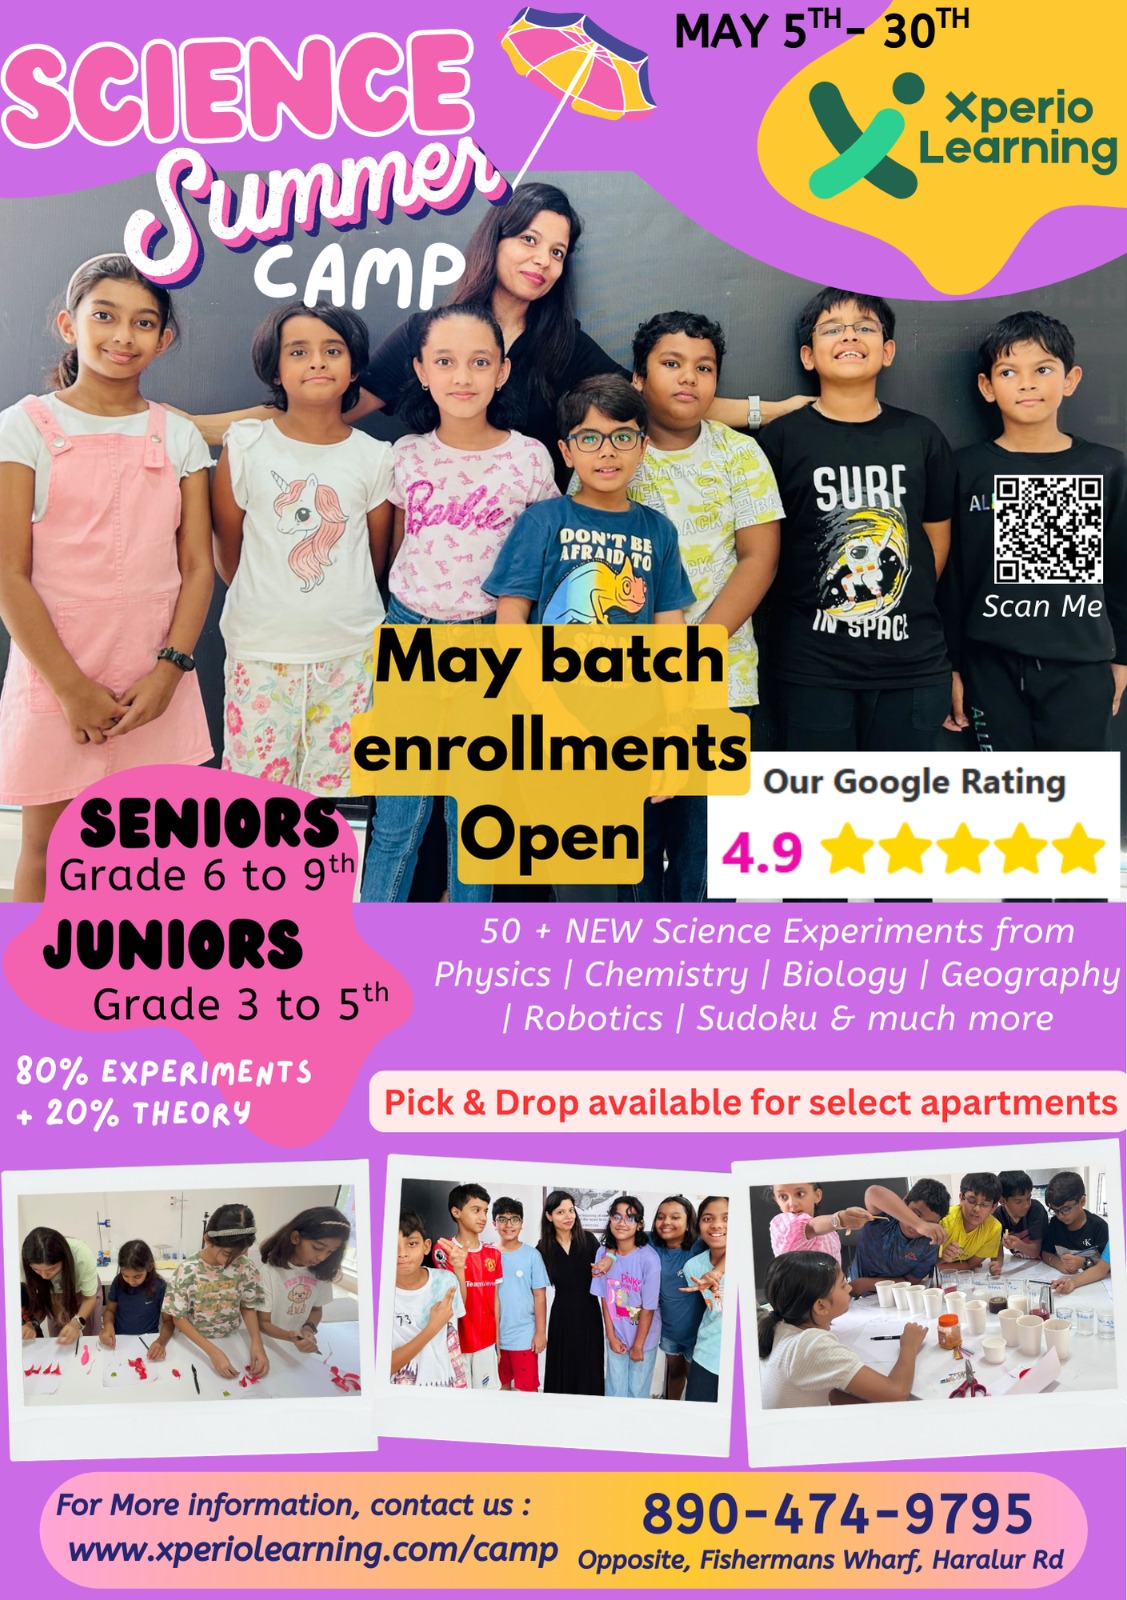 MAY 5TH- 30TH
SCIENCE
Summer
CAMP
Xperio
Learning
Barbie
DON'T BE
AFRAID TO
STAND
SURF
IN SPACE
AL
ALLE
Scan Me
May batch
enrollments
Open
Our Google Rating
4.9
SENIORS
Grade 6 to 9th
JUNIORS
Grade 3 to 5th
80% EXPERIMENTS
+ 20% THEORY
50 + NEW Science Experiments from
Physics | Chemistry | Biology | Geography
| Robotics | Sudoku & much more
Pick & Drop available for select apartments
For More information, contact us :
www.xperiolearning.com/camp
890-474-9795
Opposite, Fishermans Wharf, Haralur Rd